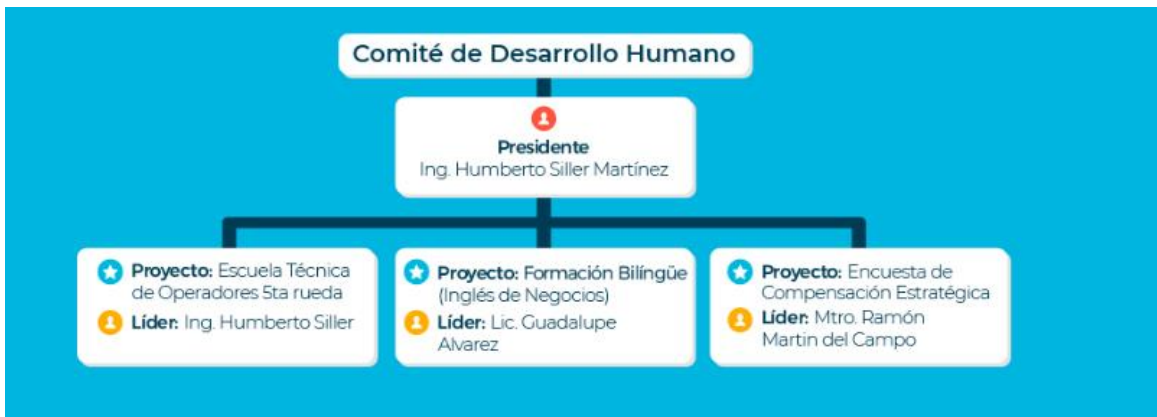 Comité de Desarrollo Humano
Presidente
Ing. Humberto Siller Martínez
Proyecto: Escuela Técnica
de Operadores 5ta rueda
Líder: Ing. Humberto Siller
Proyecto: Formación Bilíngüe
(Inglés de Negocios)
Líder: Lic. Guadalupe
Alvarez
Proyecto: Encuesta de
Compensación Estratégica
Líder: Mtro. Ramón
Martin del Campo